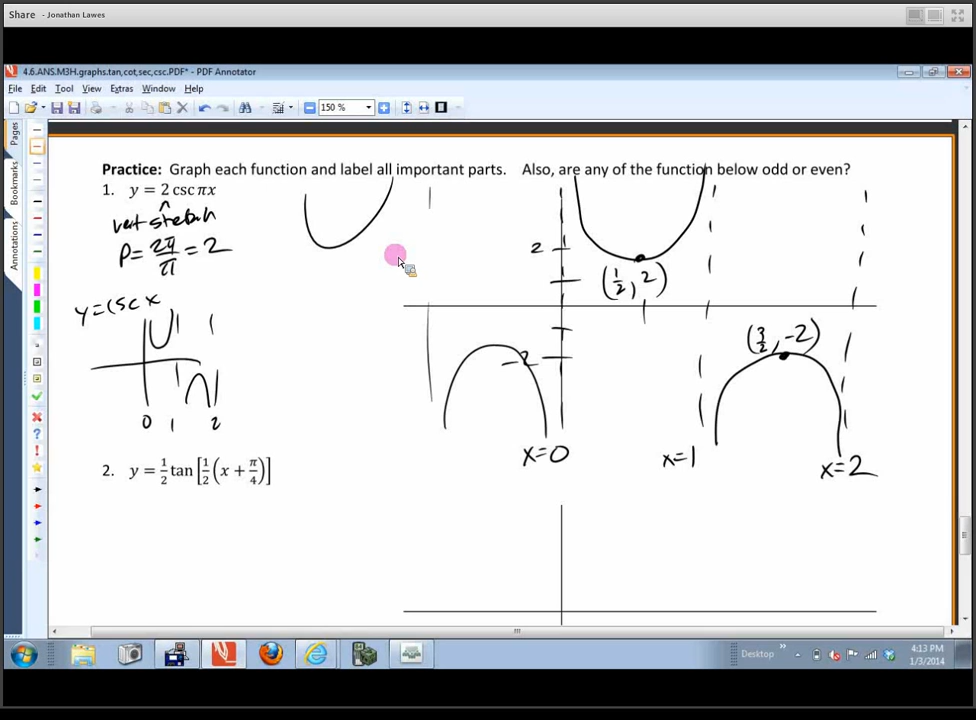 Share - Jonathan Lawes
4.6.ANS.M3H.graphs.tan,cot,sec,csc.PDF* - PDF Annotator
File Edit Tool View Extras Window Help
150 %
Pages
Bookmarks
Annotations
Practice: Graph each function and label all important parts. Also, are any of the function below odd or even?
1. y = 2 csc πx
vert stretch
P = 2π/π = 2
y = csc x
0 1 2
2
(1/2, 2)
-2
(3/2, -2)
x=0
x=1
x=2
2. y = 1/2 tan [1/2 (x + π/4)]
Desktop
4:13 PM
1/3/2014